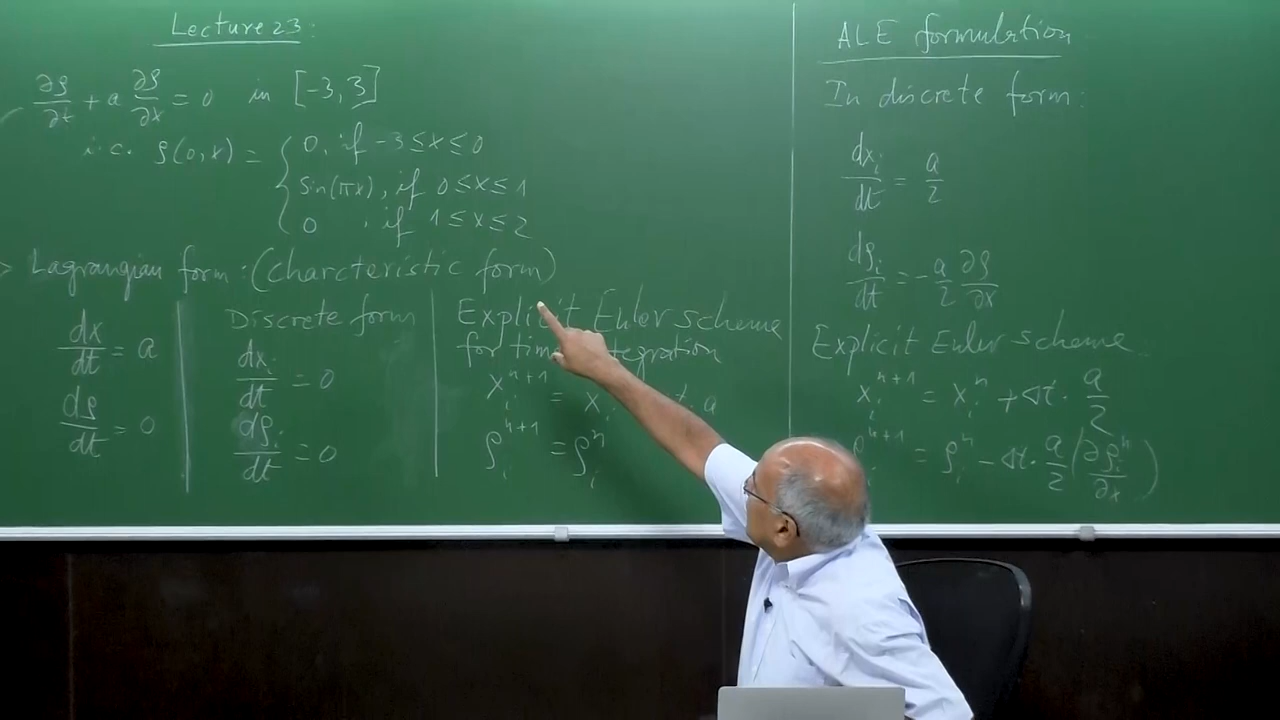 Lecture 23:
∂ρ/∂t + a ∂ρ/∂x = 0 in [-3, 3]
i.c. ρ(0,x) = { 0, if -3 ≤ x ≤ 0
sin(πx), if 0 ≤ x ≤ 1
0 , if 1 ≤ x ≤ 2
> Lagrangian form: (charcteristic form)
dx/dt = a
dρ/dt = 0
Discrete form
dxᵢ/dt = 0
dρᵢ/dt = 0
Explicit Euler scheme
for time integration
xᵢⁿ⁺¹ = x a
ρᵢⁿ⁺¹ = ρᵢⁿ
ALE formulation
In discrete form:
dxᵢ/dt = a/2
dρᵢ/dt = - a/2 ∂ρ/∂x
Explicit Euler scheme
xᵢⁿ⁺¹ = xᵢⁿ + Δt · a/2
ρᵢⁿ⁺¹ = ρᵢⁿ - Δt · a/2 (∂ρᵢⁿ/∂x)